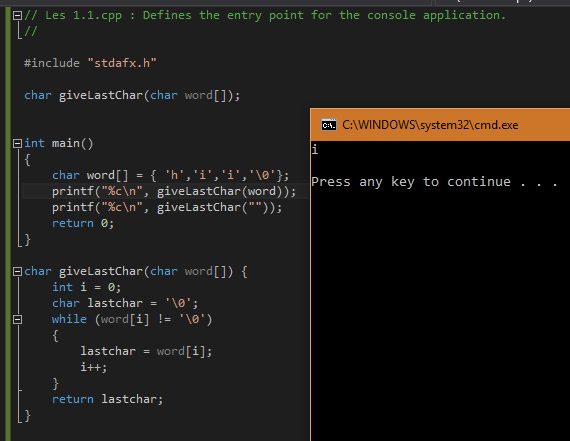 // Les 1.1.cpp : Defines the entry point for the console application.
//
#include "stdafx.h"
char giveLastChar(char word[]);
int main()
{
char word[] = { 'h','i','i','\0'};
printf("%c\n", giveLastChar(word));
printf("%c\n", giveLastChar(""));
return 0;
}
char giveLastChar(char word[]) {
int i = 0;
char lastchar = '\0';
while (word[i] != '\0')
{
lastchar = word[i];
i++;
}
return lastchar;
}
C:\WINDOWS\system32\cmd.exe
i
Press any key to continue . . .